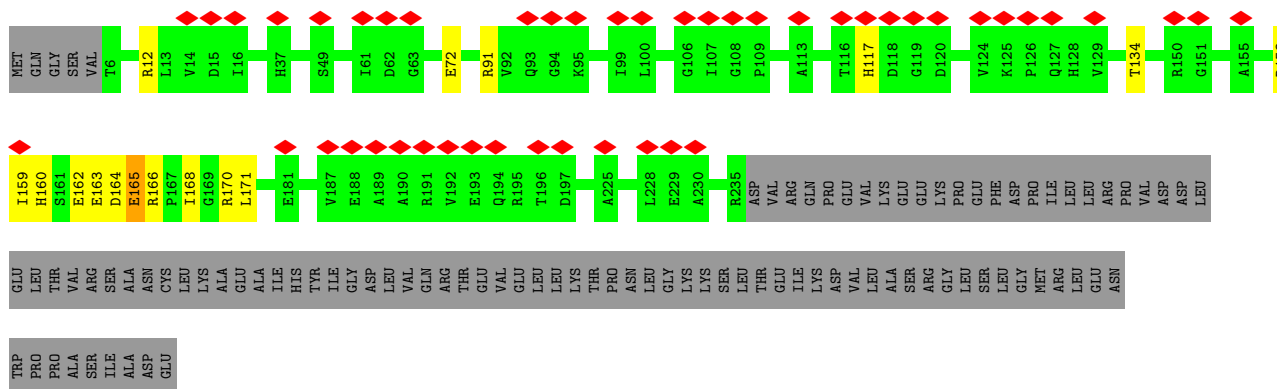 MET GLN GLY SER VAL T6 R12 L13 V14 D15 I16 H37 S49 I61 D62 G63 E72 R91 V92 Q93 G94 K95 I99 L100 G106 I107 G108 P109 A113 T116 H117 D118 G119 D120 V124 K125 P126 Q127 H128 V129 T134 R150 G151 A155
I159 H160 S161 E162 E163 D164 E165 R166 P167 I168 G169 R170 L171 E181 V187 E188 A189 A190 R191 V192 E193 Q194 R195 T196 D197 A225 L228 E229 A230 R235 ASP VAL ARG GLN PRO GLU VAL LYS GLU GLU LYS PRO GLU PHE ASP PRO ILE LEU LEU ARG PRO VAL ASP ASP LEU
GLU LEU THR VAL ARG SER ALA ASN CYS LEU LYS ALA GLU ALA ILE HIS TYR ILE GLY ASP LEU VAL GLN ARG THR GLU VAL GLU LEU LEU LYS THR PRO ASN LEU GLY LYS LYS SER LEU THR GLU ILE LYS ASP VAL LEU ALA SER ARG GLY LEU SER LEU GLY MET ARG LEU GLU ASN
TRP PRO PRO ALA SER ILE ALA ASP GLU